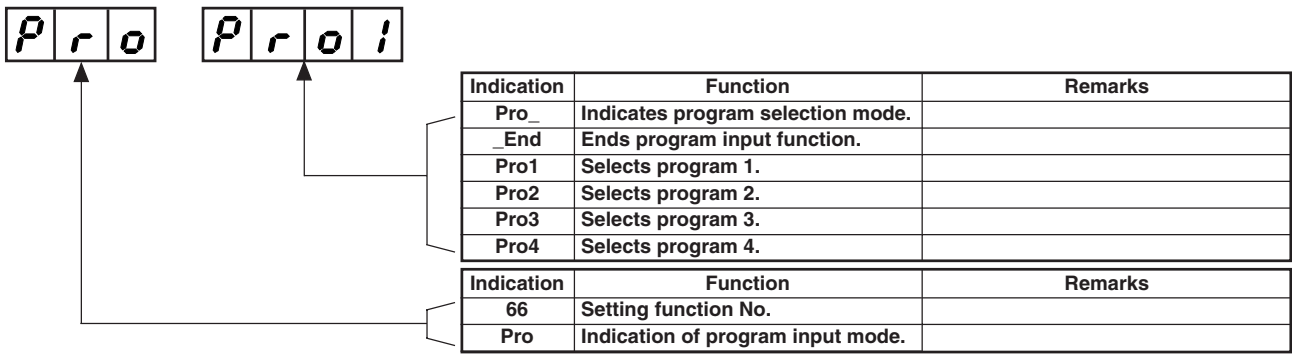 Pro Pro1
Indication Function Remarks
Pro_ Indicates program selection mode.
_End Ends program input function.
Pro1 Selects program 1.
Pro2 Selects program 2.
Pro3 Selects program 3.
Pro4 Selects program 4.
Indication Function Remarks
66 Setting function No.
Pro Indication of program input mode.